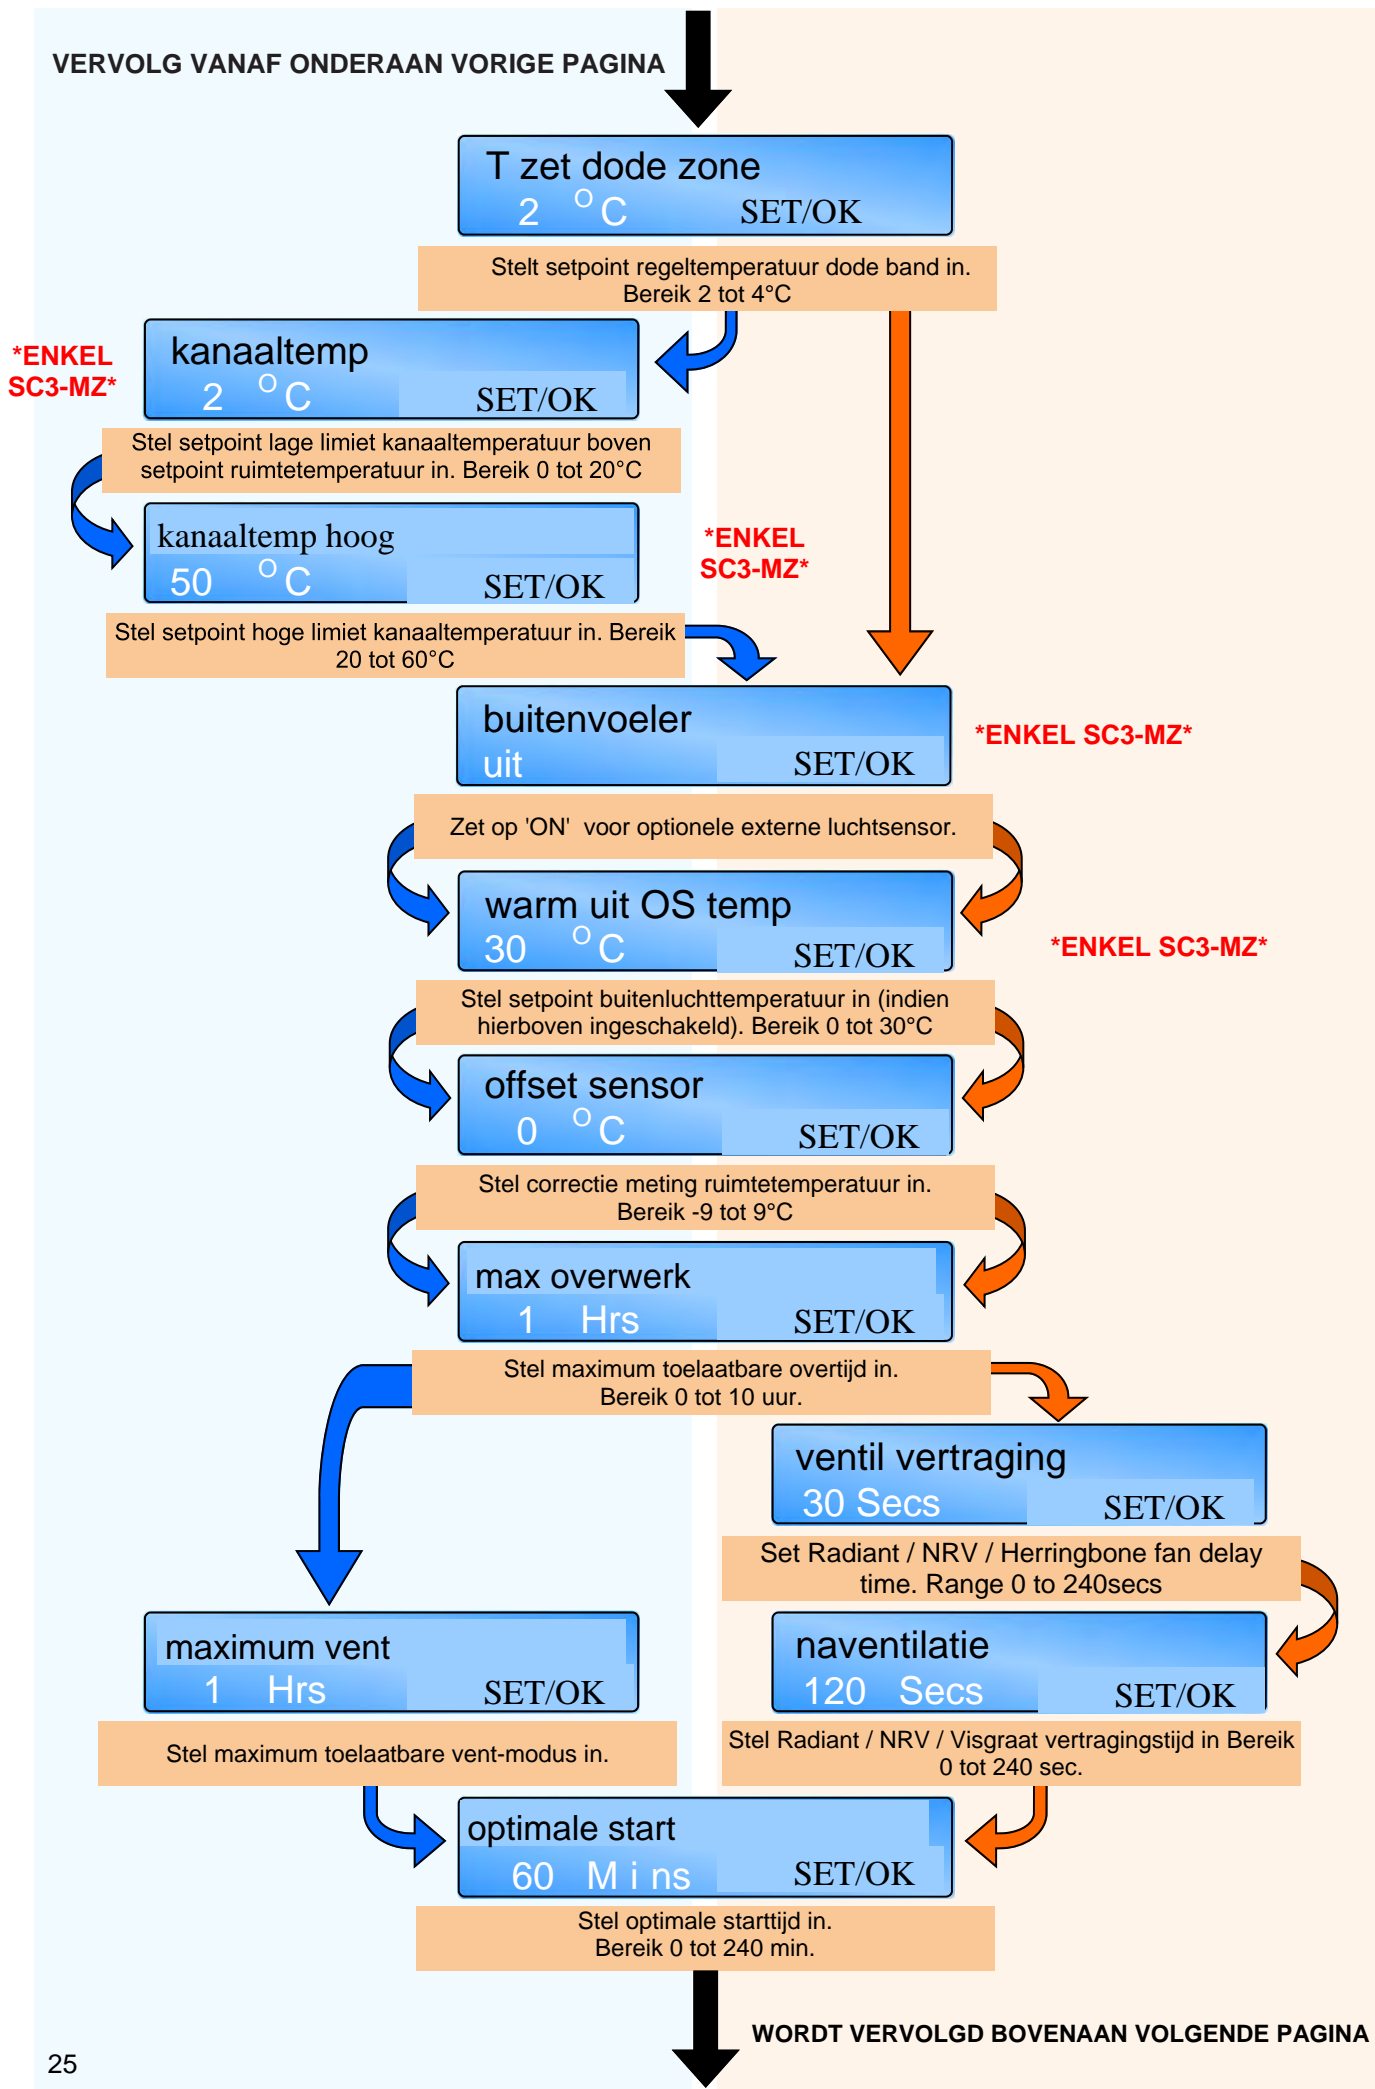 VERVOLG VANAF ONDERAAN VORIGE PAGINA
T zet dode zone
2 °C SET/OK
Stelt setpoint regeltemperatuur dode band in.
Bereik 2 tot 4°C
*ENKEL
SC3-MZ*
kanaaltemp
2 °C SET/OK
Stel setpoint lage limiet kanaaltemperatuur boven
setpoint ruimtetemperatuur in. Bereik 0 tot 20°C
kanaaltemp hoog
50 °C SET/OK
*ENKEL
SC3-MZ*
Stel setpoint hoge limiet kanaaltemperatuur in. Bereik
20 tot 60°C
buitenvoeler
uit SET/OK
*ENKEL SC3-MZ*
Zet op 'ON' voor optionele externe luchtsensor.
warm uit OS temp
30 °C SET/OK
*ENKEL SC3-MZ*
Stel setpoint buitenluchttemperatuur in (indien
hierboven ingeschakeld). Bereik 0 tot 30°C
offset sensor
0 °C SET/OK
Stel correctie meting ruimtetemperatuur in.
Bereik -9 tot 9°C
max overwerk
1 Hrs SET/OK
Stel maximum toelaatbare overtijd in.
Bereik 0 tot 10 uur.
ventil vertraging
30 Secs SET/OK
Set Radiant / NRV / Herringbone fan delay
time. Range 0 to 240secs
maximum vent
1 Hrs SET/OK
Stel maximum toelaatbare vent-modus in.
naventilatie
120 Secs SET/OK
Stel Radiant / NRV / Visgraat vertragingstijd in Bereik
0 tot 240 sec.
optimale start
60 M i ns SET/OK
Stel optimale starttijd in.
Bereik 0 tot 240 min.
WORDT VERVOLGD BOVENAAN VOLGENDE PAGINA
25